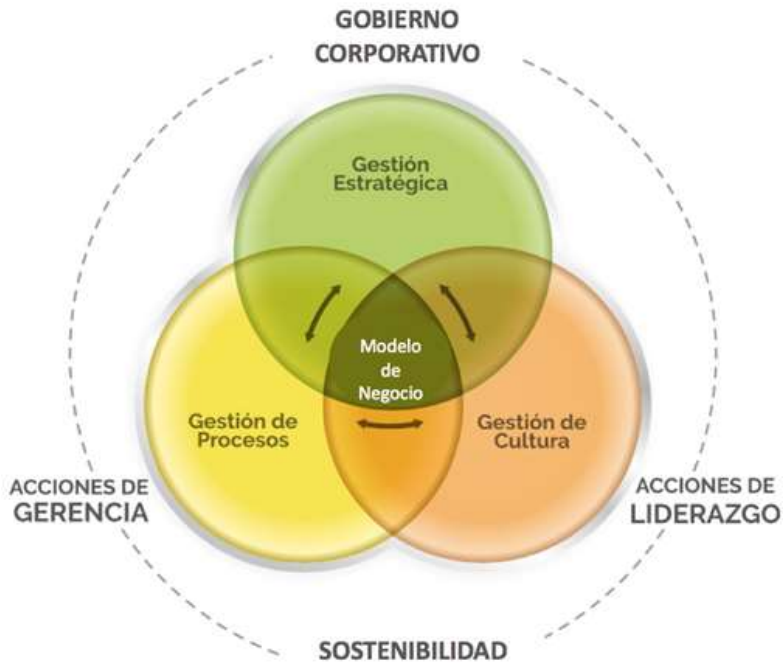 GOBIERNO
CORPORATIVO
Gestión
Estratégica
Modelo
de
Negocio
Gestión de
Procesos
Gestión de
Cultura
ACCIONES DE
GERENCIA
ACCIONES DE
LIDERAZGO
SOSTENIBILIDAD